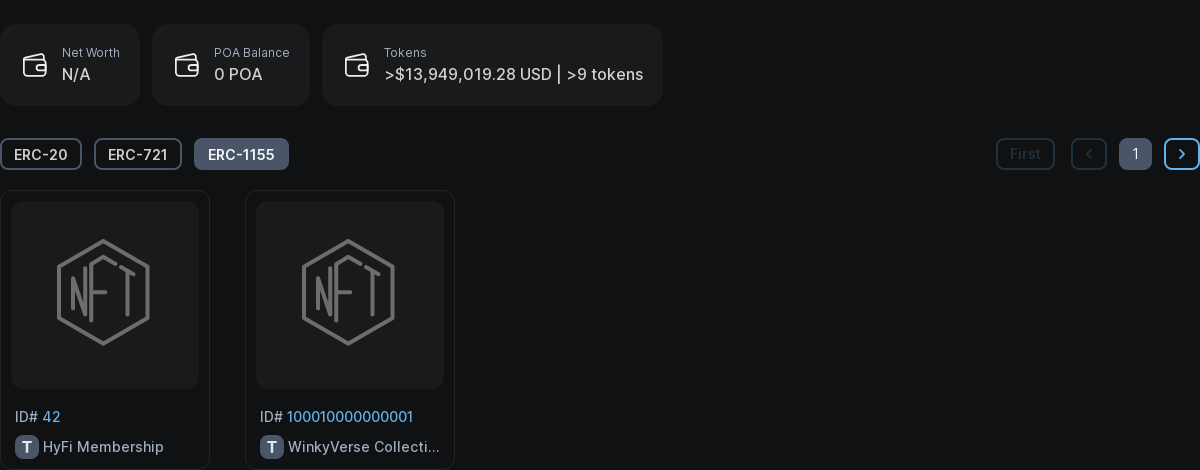 Net Worth
N/A
POA Balance
0 POA
Tokens
>$13,949,019.28 USD | >9 tokens
ERC-20
ERC-721
ERC-1155
First
1
NFT
NFT
ID# 42
T HyFi Membership
ID# 100010000000001
T WinkyVerse Collecti...